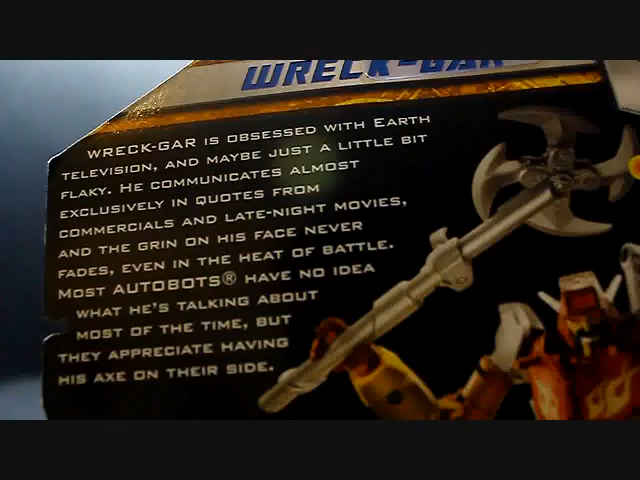 WRECK-GAR
WRECK-GAR IS OBSESSED WITH EARTH
TELEVISION, AND MAYBE JUST A LITTLE BIT
FLAKY. HE COMMUNICATES ALMOST
EXCLUSIVELY IN QUOTES FROM
COMMERCIALS AND LATE-NIGHT MOVIES,
AND THE GRIN ON HIS FACE NEVER
FADES, EVEN IN THE HEAT OF BATTLE.
MOST AUTOBOTS® HAVE NO IDEA
WHAT HE'S TALKING ABOUT
MOST OF THE TIME, BUT
THEY APPRECIATE HAVING
HIS AXE ON THEIR SIDE.